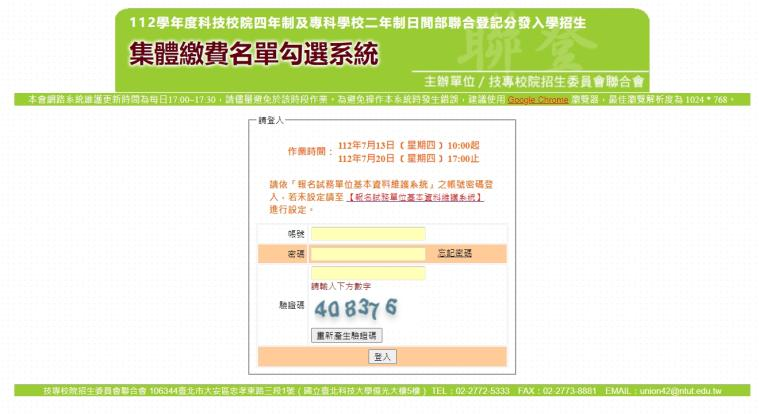 112學年度科技校院四年制及專科學校二年制日間部聯合登記分發入學招生
集體繳費名單勾選系統
聯登
主辦單位 / 技專校院招生委員會聯合會
本會網路系統維護更新時間為每日17:00~17:30，請儘量避免於該時段作業。為避免操作本系統時發生錯誤，建議使用 Google Chrome 瀏覽器，最佳瀏覽解析度為 1024 * 768。
請登入
作業時間： 112年7月13日（ 星期四 ）10:00起
112年7月20日（ 星期四 ）17:00止
請依「報名試務單位基本資料維護系統」之帳號密碼登
入，若未設定請至【報名試務單位基本資料維護系統】
進行設定。
帳號
密碼 忘記密碼
請輸入下方數字
驗證碼 408376
重新產生驗證碼
登入
技專校院招生委員會聯合會 106344臺北市大安區忠孝東路三段1號（國立臺北科技大學億光大樓5樓） TEL：02-2772-5333 FAX：02-2773-8881 EMAIL：union42@ntut.edu.tw